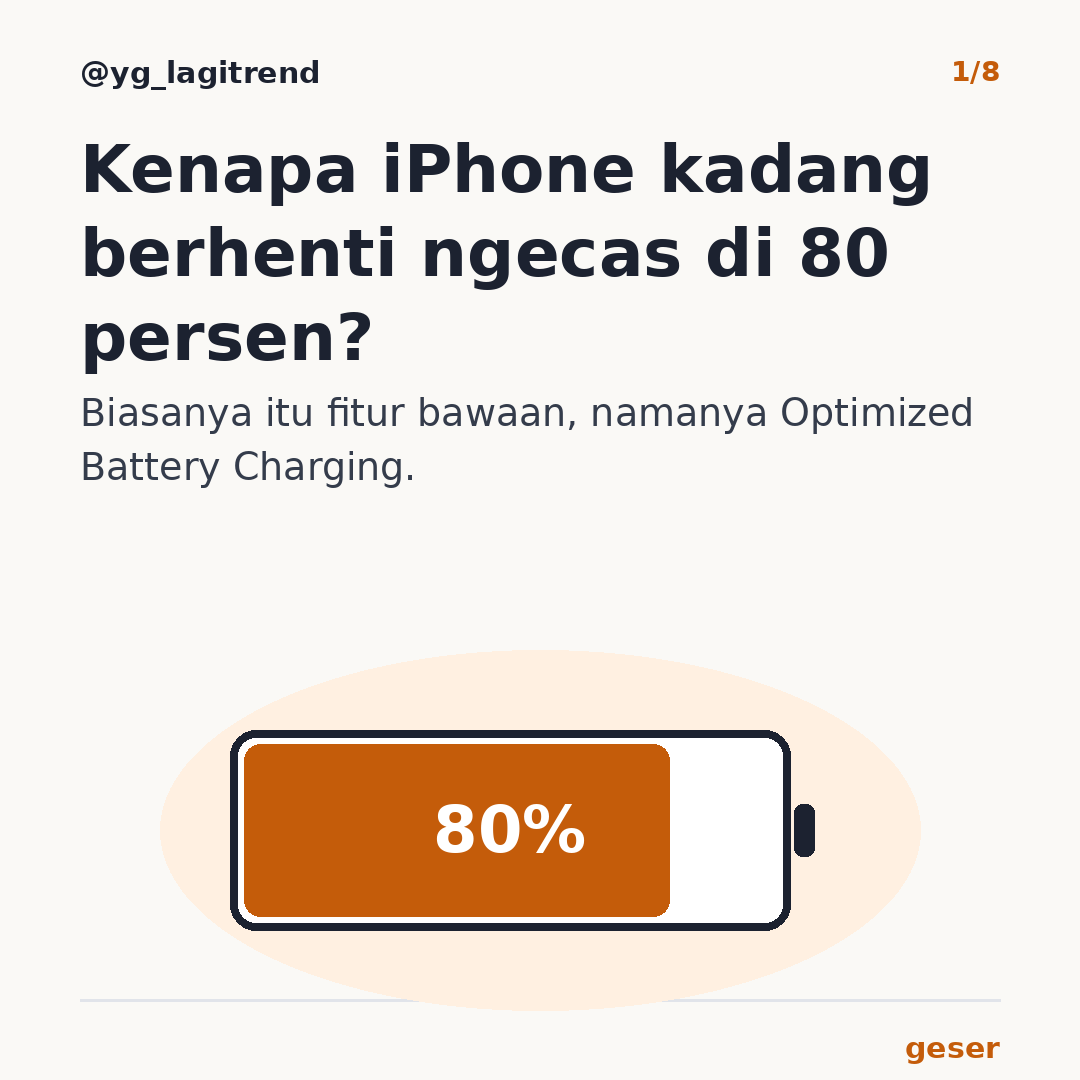 @yg_lagitrend
1/8
Kenapa iPhone kadang
berhenti ngecas di 80
persen?
Biasanya itu fitur bawaan, namanya Optimized
Battery Charging.
80%
geser